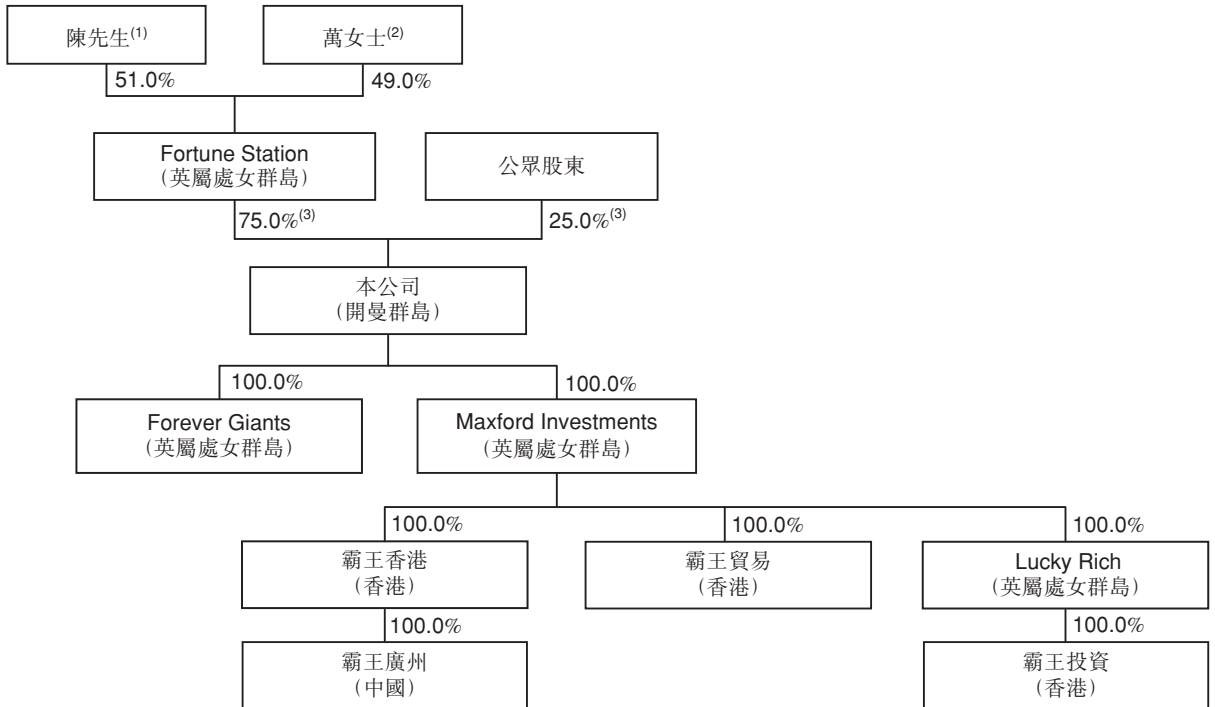 陳先生(1)
萬女士(2)
51.0%
49.0%
Fortune Station
(英屬處女群島)
公眾股東
75.0%(3)
25.0%(3)
本公司
(開曼群島)
100.0%
100.0%
Forever Giants
(英屬處女群島)
Maxford Investments
(英屬處女群島)
100.0%
100.0%
100.0%
霸王香港
(香港)
霸王貿易
(香港)
Lucky Rich
(英屬處女群島)
100.0%
100.0%
霸王廣州
(中國)
霸王投資
(香港)